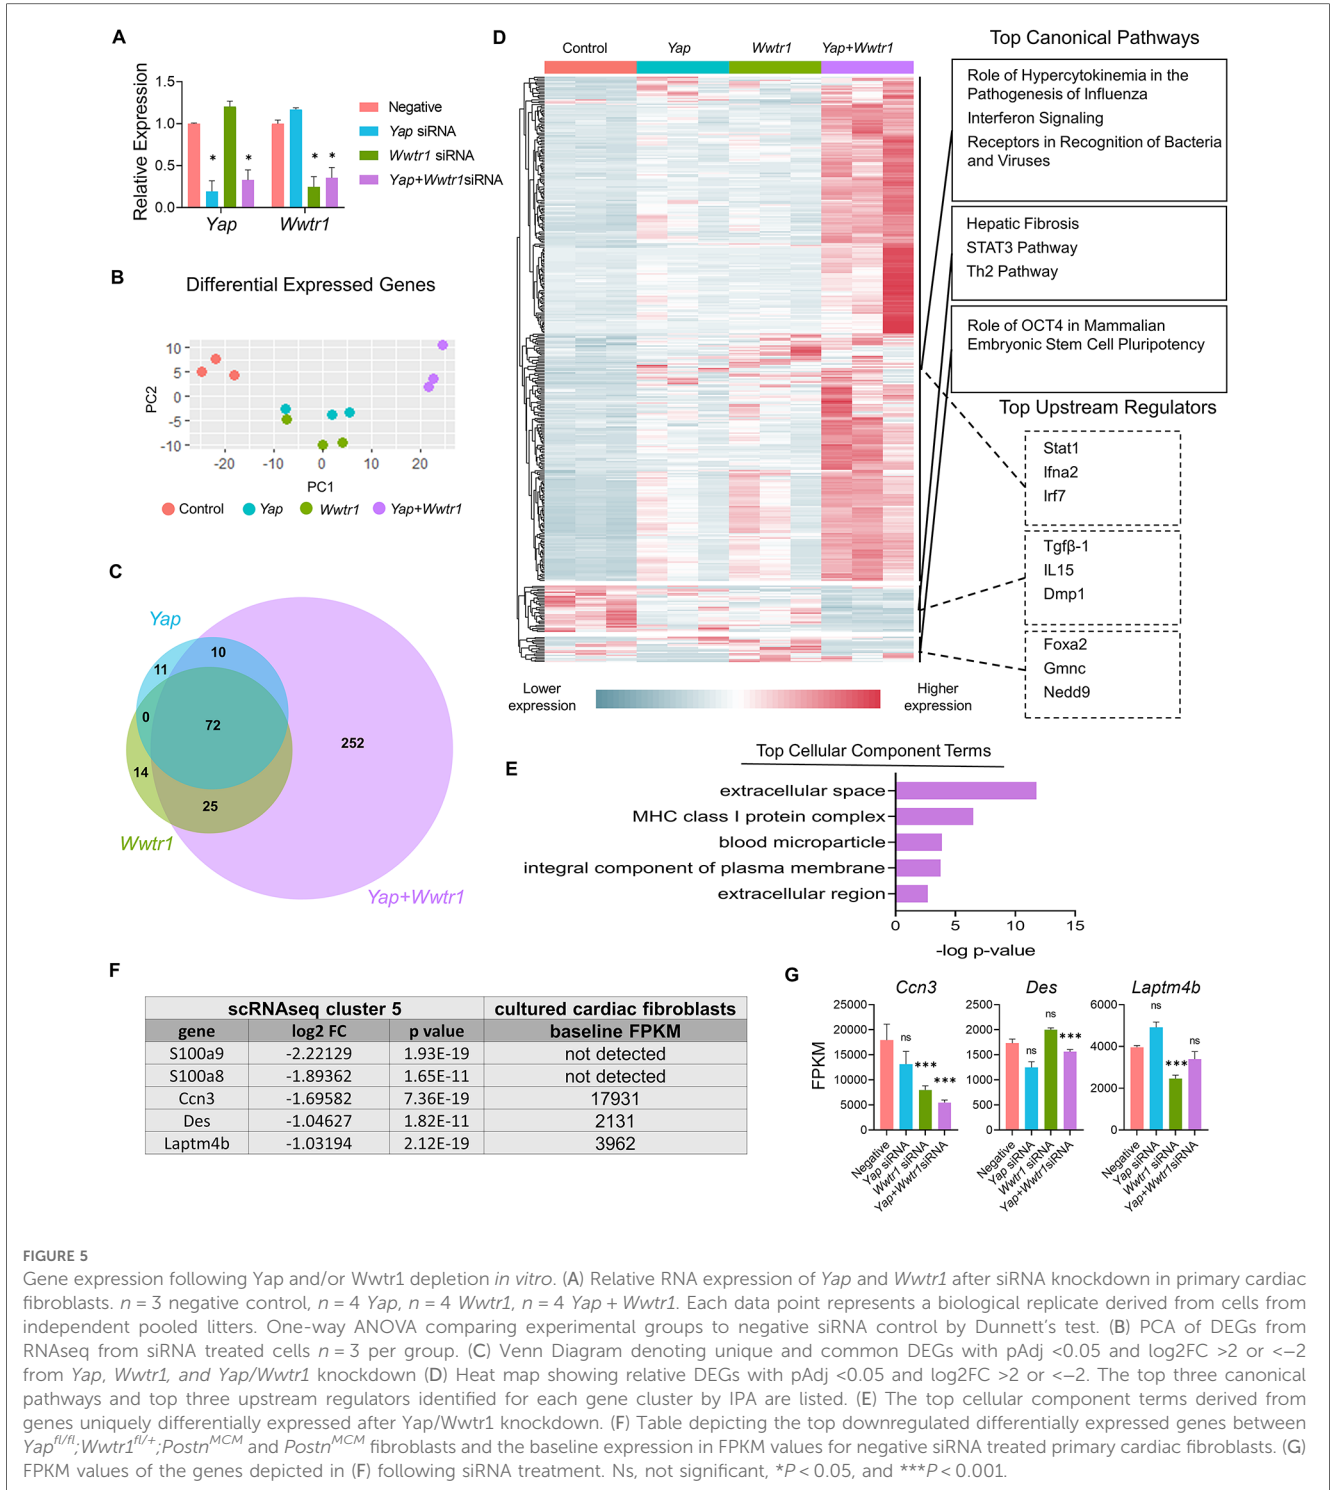 A
Relative Expression
1.5
1.0
0.5
0.0
* * * *
Yap Wwtr1
Negative
Yap siRNA
Wwtr1 siRNA
Yap+Wwtr1siRNA
B
Differential Expressed Genes
PC2
10
5
0
-5
-10
-20 -10 0 10 20
PC1
Control Yap Wwtr1 Yap+Wwtr1
C
Yap
11
10
0
72
252
14
25
Wwtr1
Yap+Wwtr1
D
Control Yap Wwtr1 Yap+Wwtr1
Lower
expression
Higher
expression
Top Canonical Pathways
Role of Hypercytokinemia in the
Pathogenesis of Influenza
Interferon Signaling
Receptors in Recognition of Bacteria
and Viruses
Hepatic Fibrosis
STAT3 Pathway
Th2 Pathway
Role of OCT4 in Mammalian
Embryonic Stem Cell Pluripotency
Top Upstream Regulators
Stat1
Ifna2
Irf7
Tgfβ-1
IL15
Dmp1
Foxa2
Gmnc
Nedd9
E
Top Cellular Component Terms
extracellular space
MHC class I protein complex
blood microparticle
integral component of plasma membrane
extracellular region
0 5 10 15
-log p-value
F
scRNAseq cluster 5 cultured cardiac fibroblasts
gene log2 FC p value baseline FPKM
S100a9 -2.22129 1.93E-19 not detected
S100a8 -1.89362 1.65E-11 not detected
Ccn3 -1.69582 7.36E-19 17931
Des -1.04627 1.82E-11 2131
Laptm4b -1.03194 2.12E-19 3962
G
FPKM
Ccn3
25000
20000
15000
10000
5000
0
ns *** ***
Negative
Yap siRNA
Wwtr1 siRNA
Yap+Wwtr1siRNA
Des
2500
2000
1500
1000
500
0
ns ns ***
Negative
Yap siRNA
Wwtr1 siRNA
Yap+Wwtr1siRNA
Laptm4b
6000
4000
2000
0
ns *** ns
Negative
Yap siRNA
Wwtr1 siRNA
Yap+Wwtr1siRNA
FIGURE 5
Gene expression following Yap and/or Wwtr1 depletion in vitro. (A) Relative RNA expression of Yap and Wwtr1 after siRNA knockdown in primary cardiac
fibroblasts. n = 3 negative control, n = 4 Yap, n = 4 Wwtr1, n = 4 Yap + Wwtr1. Each data point represents a biological replicate derived from cells from
independent pooled litters. One-way ANOVA comparing experimental groups to negative siRNA control by Dunnett's test. (B) PCA of DEGs from
RNAseq from siRNA treated cells n = 3 per group. (C) Venn Diagram denoting unique and common DEGs with pAdj <0.05 and log2FC >2 or <−2
from Yap, Wwtr1, and Yap/Wwtr1 knockdown (D) Heat map showing relative DEGs with pAdj <0.05 and log2FC >2 or <−2. The top three canonical
pathways and top three upstream regulators identified for each gene cluster by IPA are listed. (E) The top cellular component terms derived from
genes uniquely differentially expressed after Yap/Wwtr1 knockdown. (F) Table depicting the top downregulated differentially expressed genes between
Yapfl/fl;Wwtr1fl/+;PostnMCM and PostnMCM fibroblasts and the baseline expression in FPKM values for negative siRNA treated primary cardiac fibroblasts. (G)
FPKM values of the genes depicted in (F) following siRNA treatment. Ns, not significant, *P < 0.05, and ***P < 0.001.